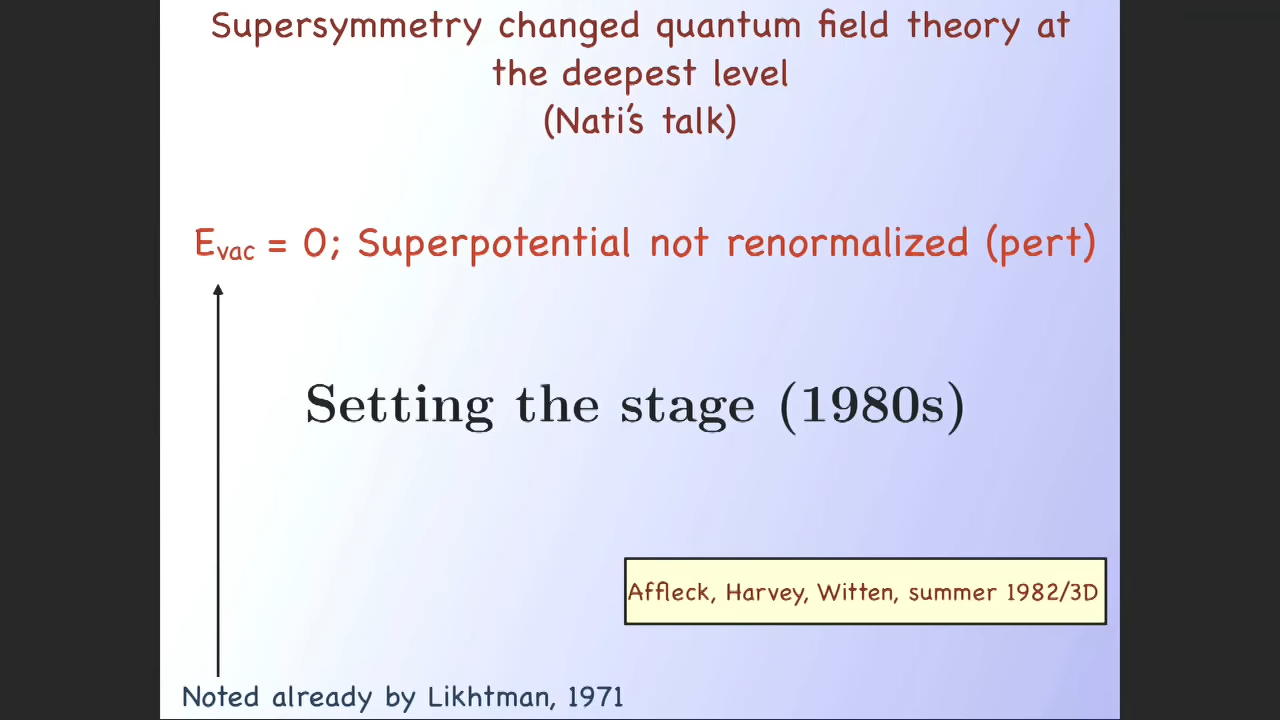 Supersymmetry changed quantum field theory at
the deepest level
(Nati's talk)
Evac = 0; Superpotential not renormalized (pert)
Setting the stage (1980s)
Affleck, Harvey, Witten, summer 1982/3D
Noted already by Likhtman, 1971